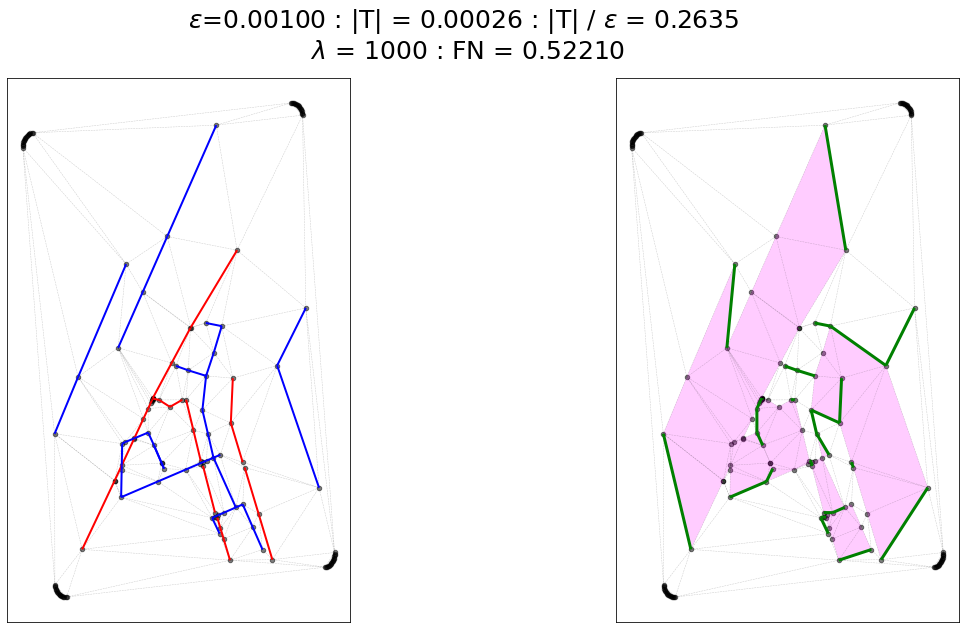 ε=0.00100 : |T| = 0.00026 : |T| / ε = 0.2635
λ = 1000 : FN = 0.52210